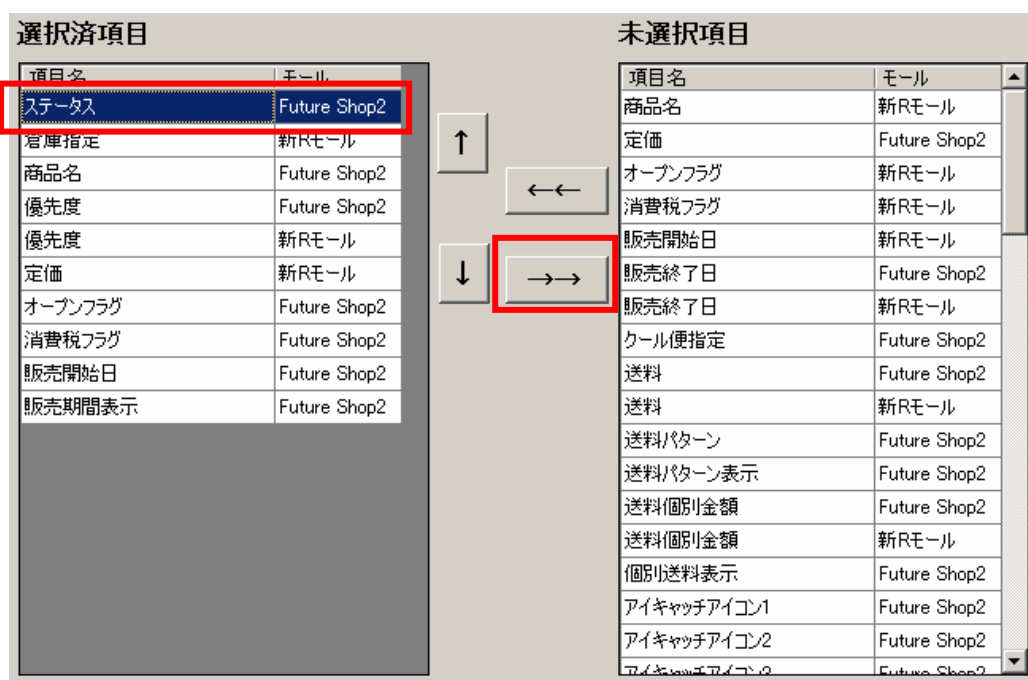 選択済項目
項目名 モール
ステータス Future Shop2
倉庫指定 新Rモール
商品名 Future Shop2
優先度 Future Shop2
優先度 新Rモール
定価 新Rモール
オープンフラグ Future Shop2
消費税フラグ Future Shop2
販売開始日 Future Shop2
販売期間表示 Future Shop2
↑
↓
←←
→→
未選択項目
項目名 モール
商品名 新Rモール
定価 Future Shop2
オープンフラグ 新Rモール
消費税フラグ 新Rモール
販売開始日 新Rモール
販売終了日 Future Shop2
販売終了日 新Rモール
クール便指定 Future Shop2
送料 Future Shop2
送料 新Rモール
送料パターン Future Shop2
送料パターン表示 Future Shop2
送料個別金額 Future Shop2
送料個別金額 新Rモール
個別送料表示 Future Shop2
アイキャッチアイコン1 Future Shop2
アイキャッチアイコン2 Future Shop2
アイキャッチアイコン3 Future Shop2